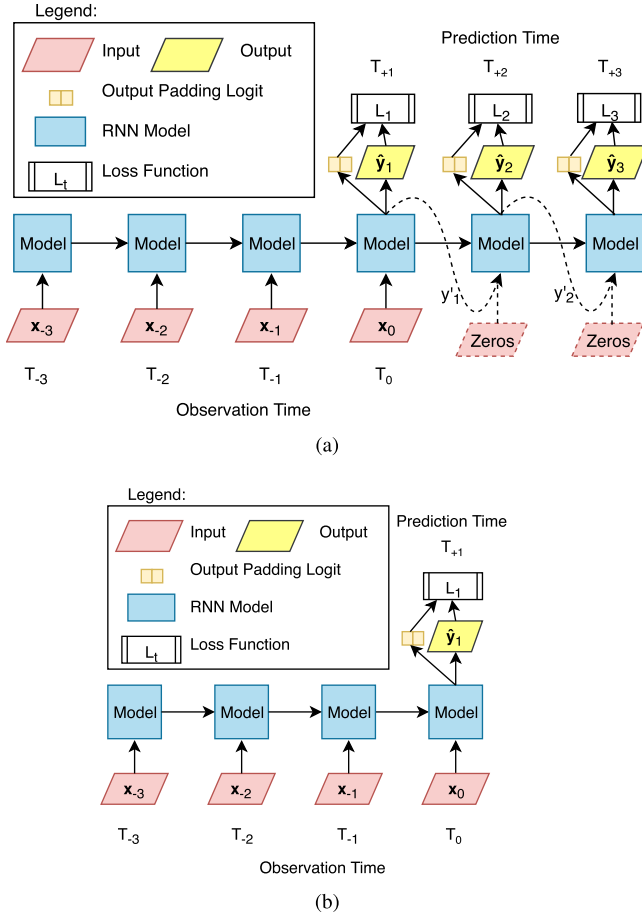 Legend:
Input
Output
Output Padding Logit
RNN Model
L_t Loss Function
Prediction Time
T_{+1} T_{+2} T_{+3}
L_1 L_2 L_3
ŷ_1 ŷ_2 ŷ_3
Model Model Model Model Model Model
y'_1 y'_2
x_{-3} x_{-2} x_{-1} x_0 Zeros Zeros
T_{-3} T_{-2} T_{-1} T_0
Observation Time
(a)
Legend:
Input Output
Output Padding Logit
RNN Model
L_t Loss Function
Prediction Time
T_{+1}
L_1
ŷ_1
Model Model Model Model
x_{-3} x_{-2} x_{-1} x_0
T_{-3} T_{-2} T_{-1} T_0
Observation Time
(b)